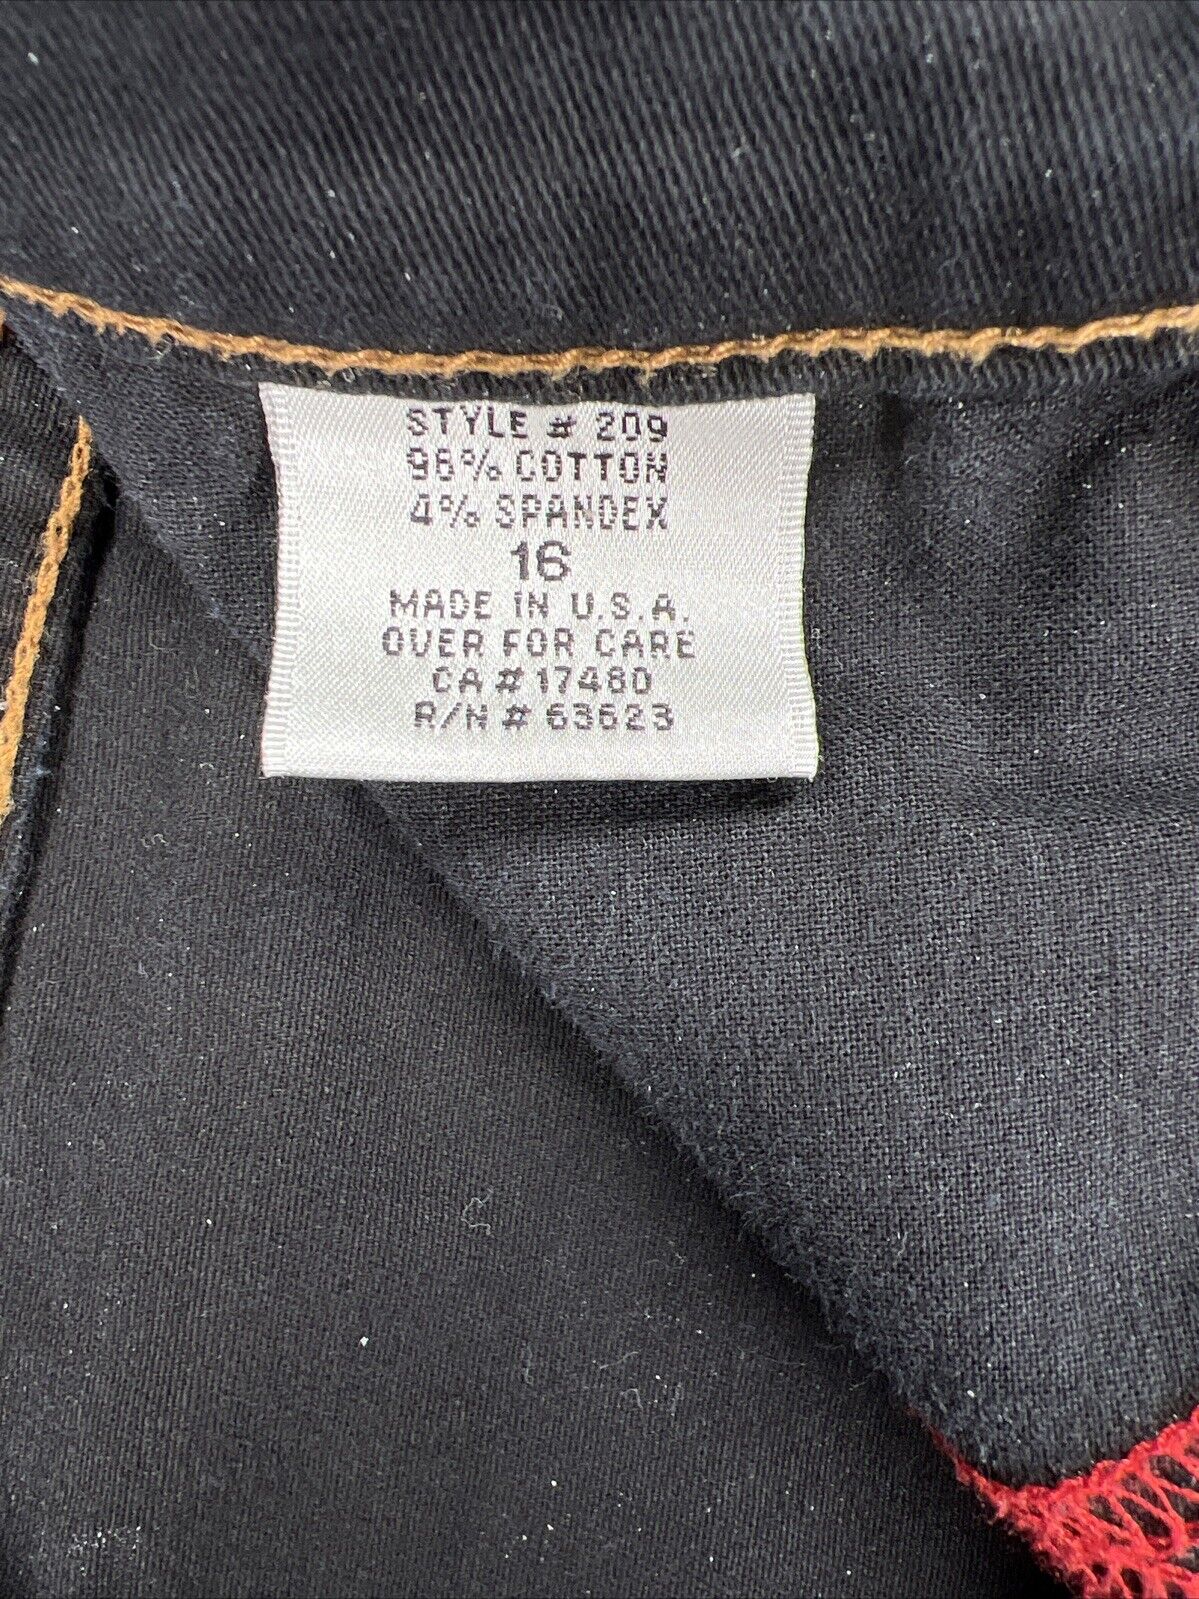 STYLE # 209
96% COTTON
4% SPANDEX
16
MADE IN U.S.A.
OVER FOR CARE
CA # 17480
R/N # 63623